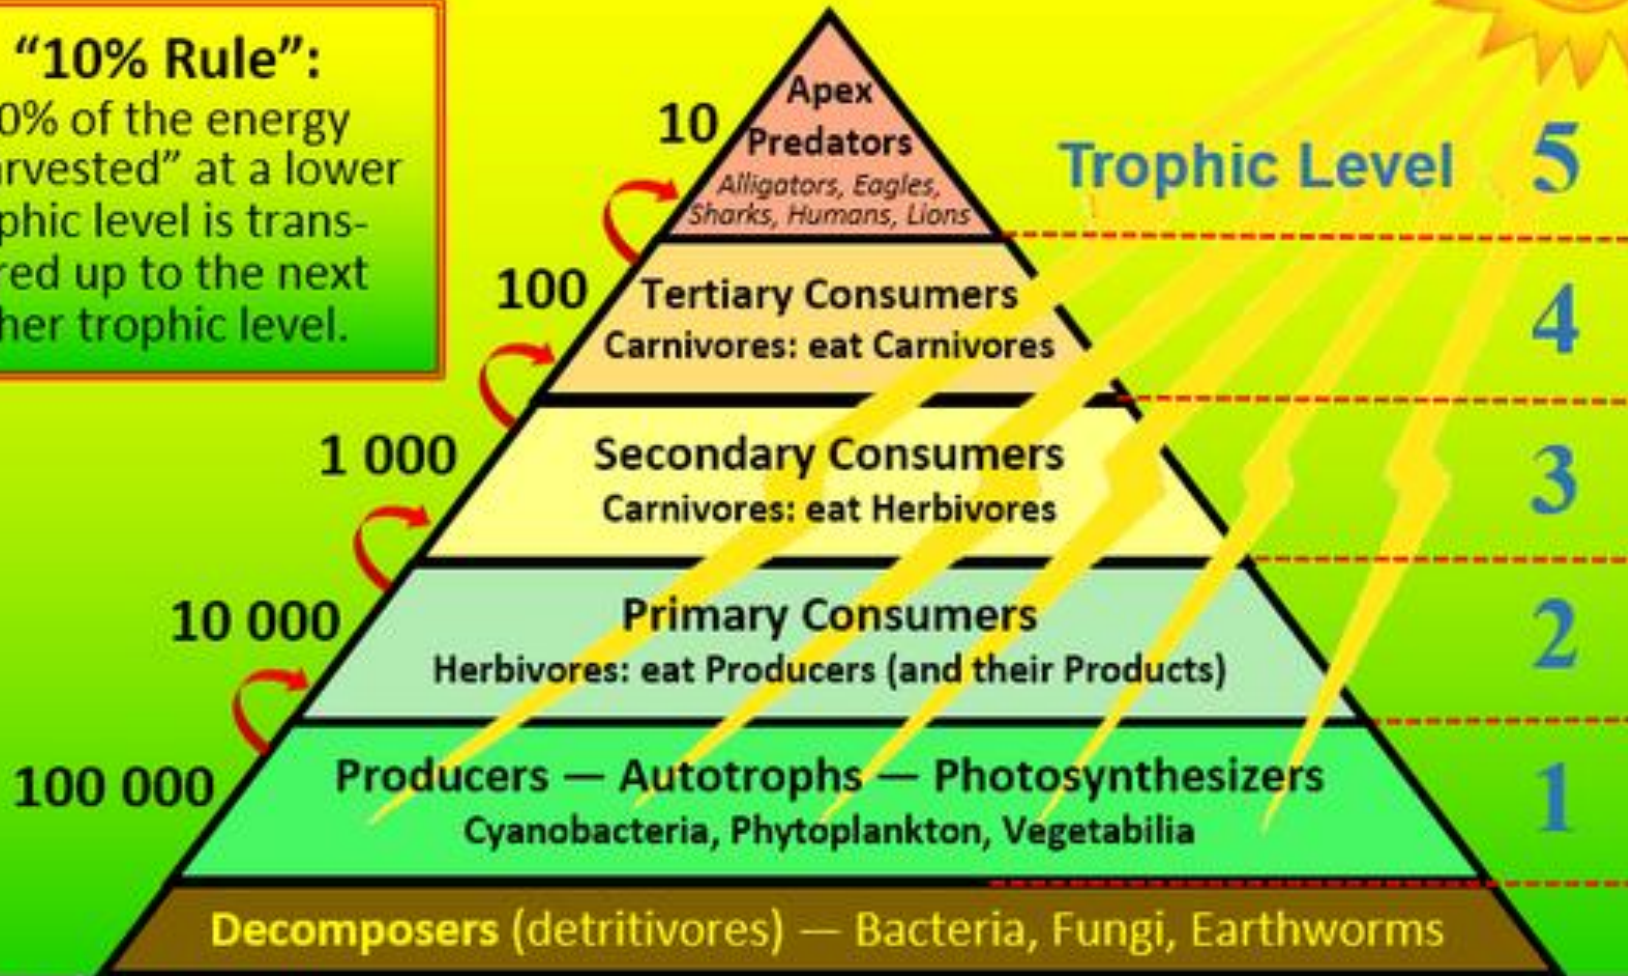 “10% Rule”:
0% of the energy
rvested” at a lower
phic level is trans-
red up to the next
her trophic level.
10
Apex
Predators
Alligators, Eagles,
Sharks, Humans, Lions
Trophic Level 5
100
Tertiary Consumers
Carnivores: eat Carnivores
4
1 000
Secondary Consumers
Carnivores: eat Herbivores
3
10 000
Primary Consumers
Herbivores: eat Producers (and their Products)
2
100 000
Producers — Autotrophs — Photosynthesizers
Cyanobacteria, Phytoplankton, Vegetabilia
1
Decomposers (detritivores) — Bacteria, Fungi, Earthworms